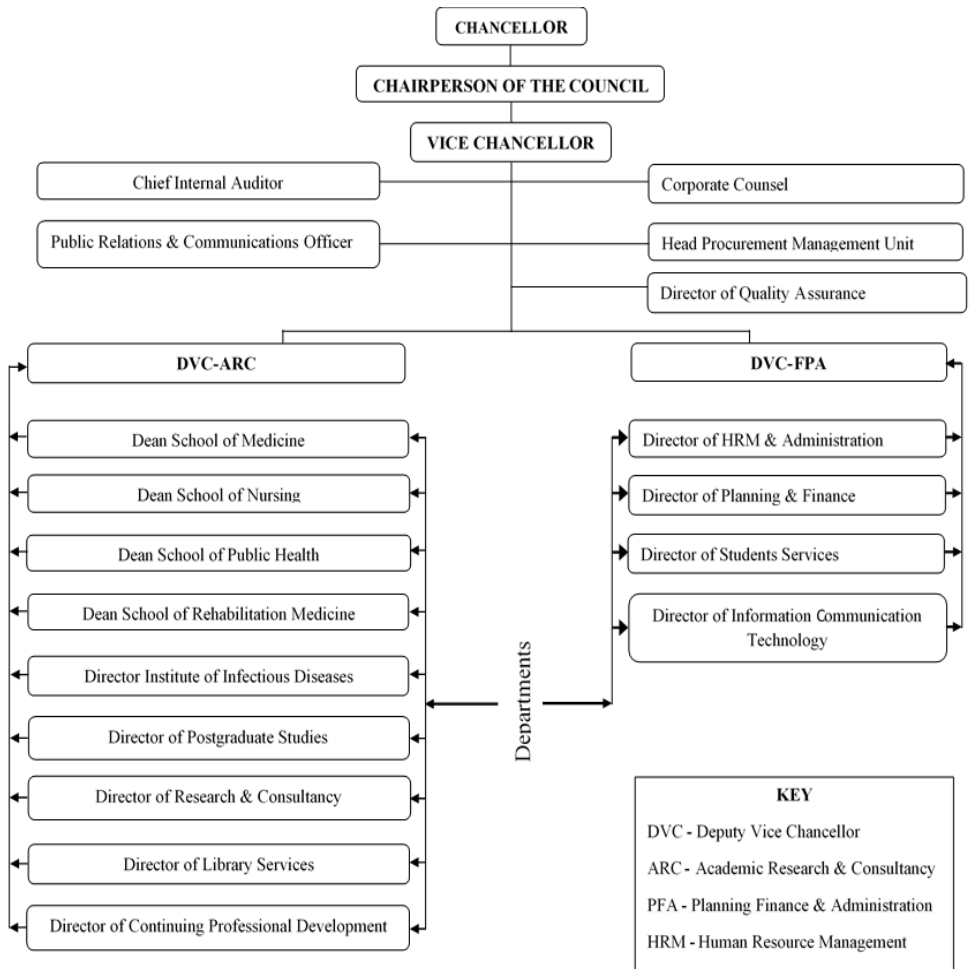 CHANCELLOR
CHAIRPERSON OF THE COUNCIL
VICE CHANCELLOR
Chief Internal Auditor
Corporate Counsel
Public Relations & Communications Officer
Head Procurement Management Unit
Director of Quality Assurance
DVC-ARC
DVC-FPA
Dean School of Medicine
Dean School of Nursing
Dean School of Public Health
Dean School of Rehabilitation Medicine
Director Institute of Infectious Diseases
Director of Postgraduate Studies
Director of Research & Consultancy
Director of Library Services
Director of Continuing Professional Development
Departments
Director of HRM & Administration
Director of Planning & Finance
Director of Students Services
Director of Information Communication
Technology
KEY
DVC - Deputy Vice Chancellor
ARC - Academic Research & Consultancy
PFA - Planning Finance & Administration
HRM - Human Resource Management